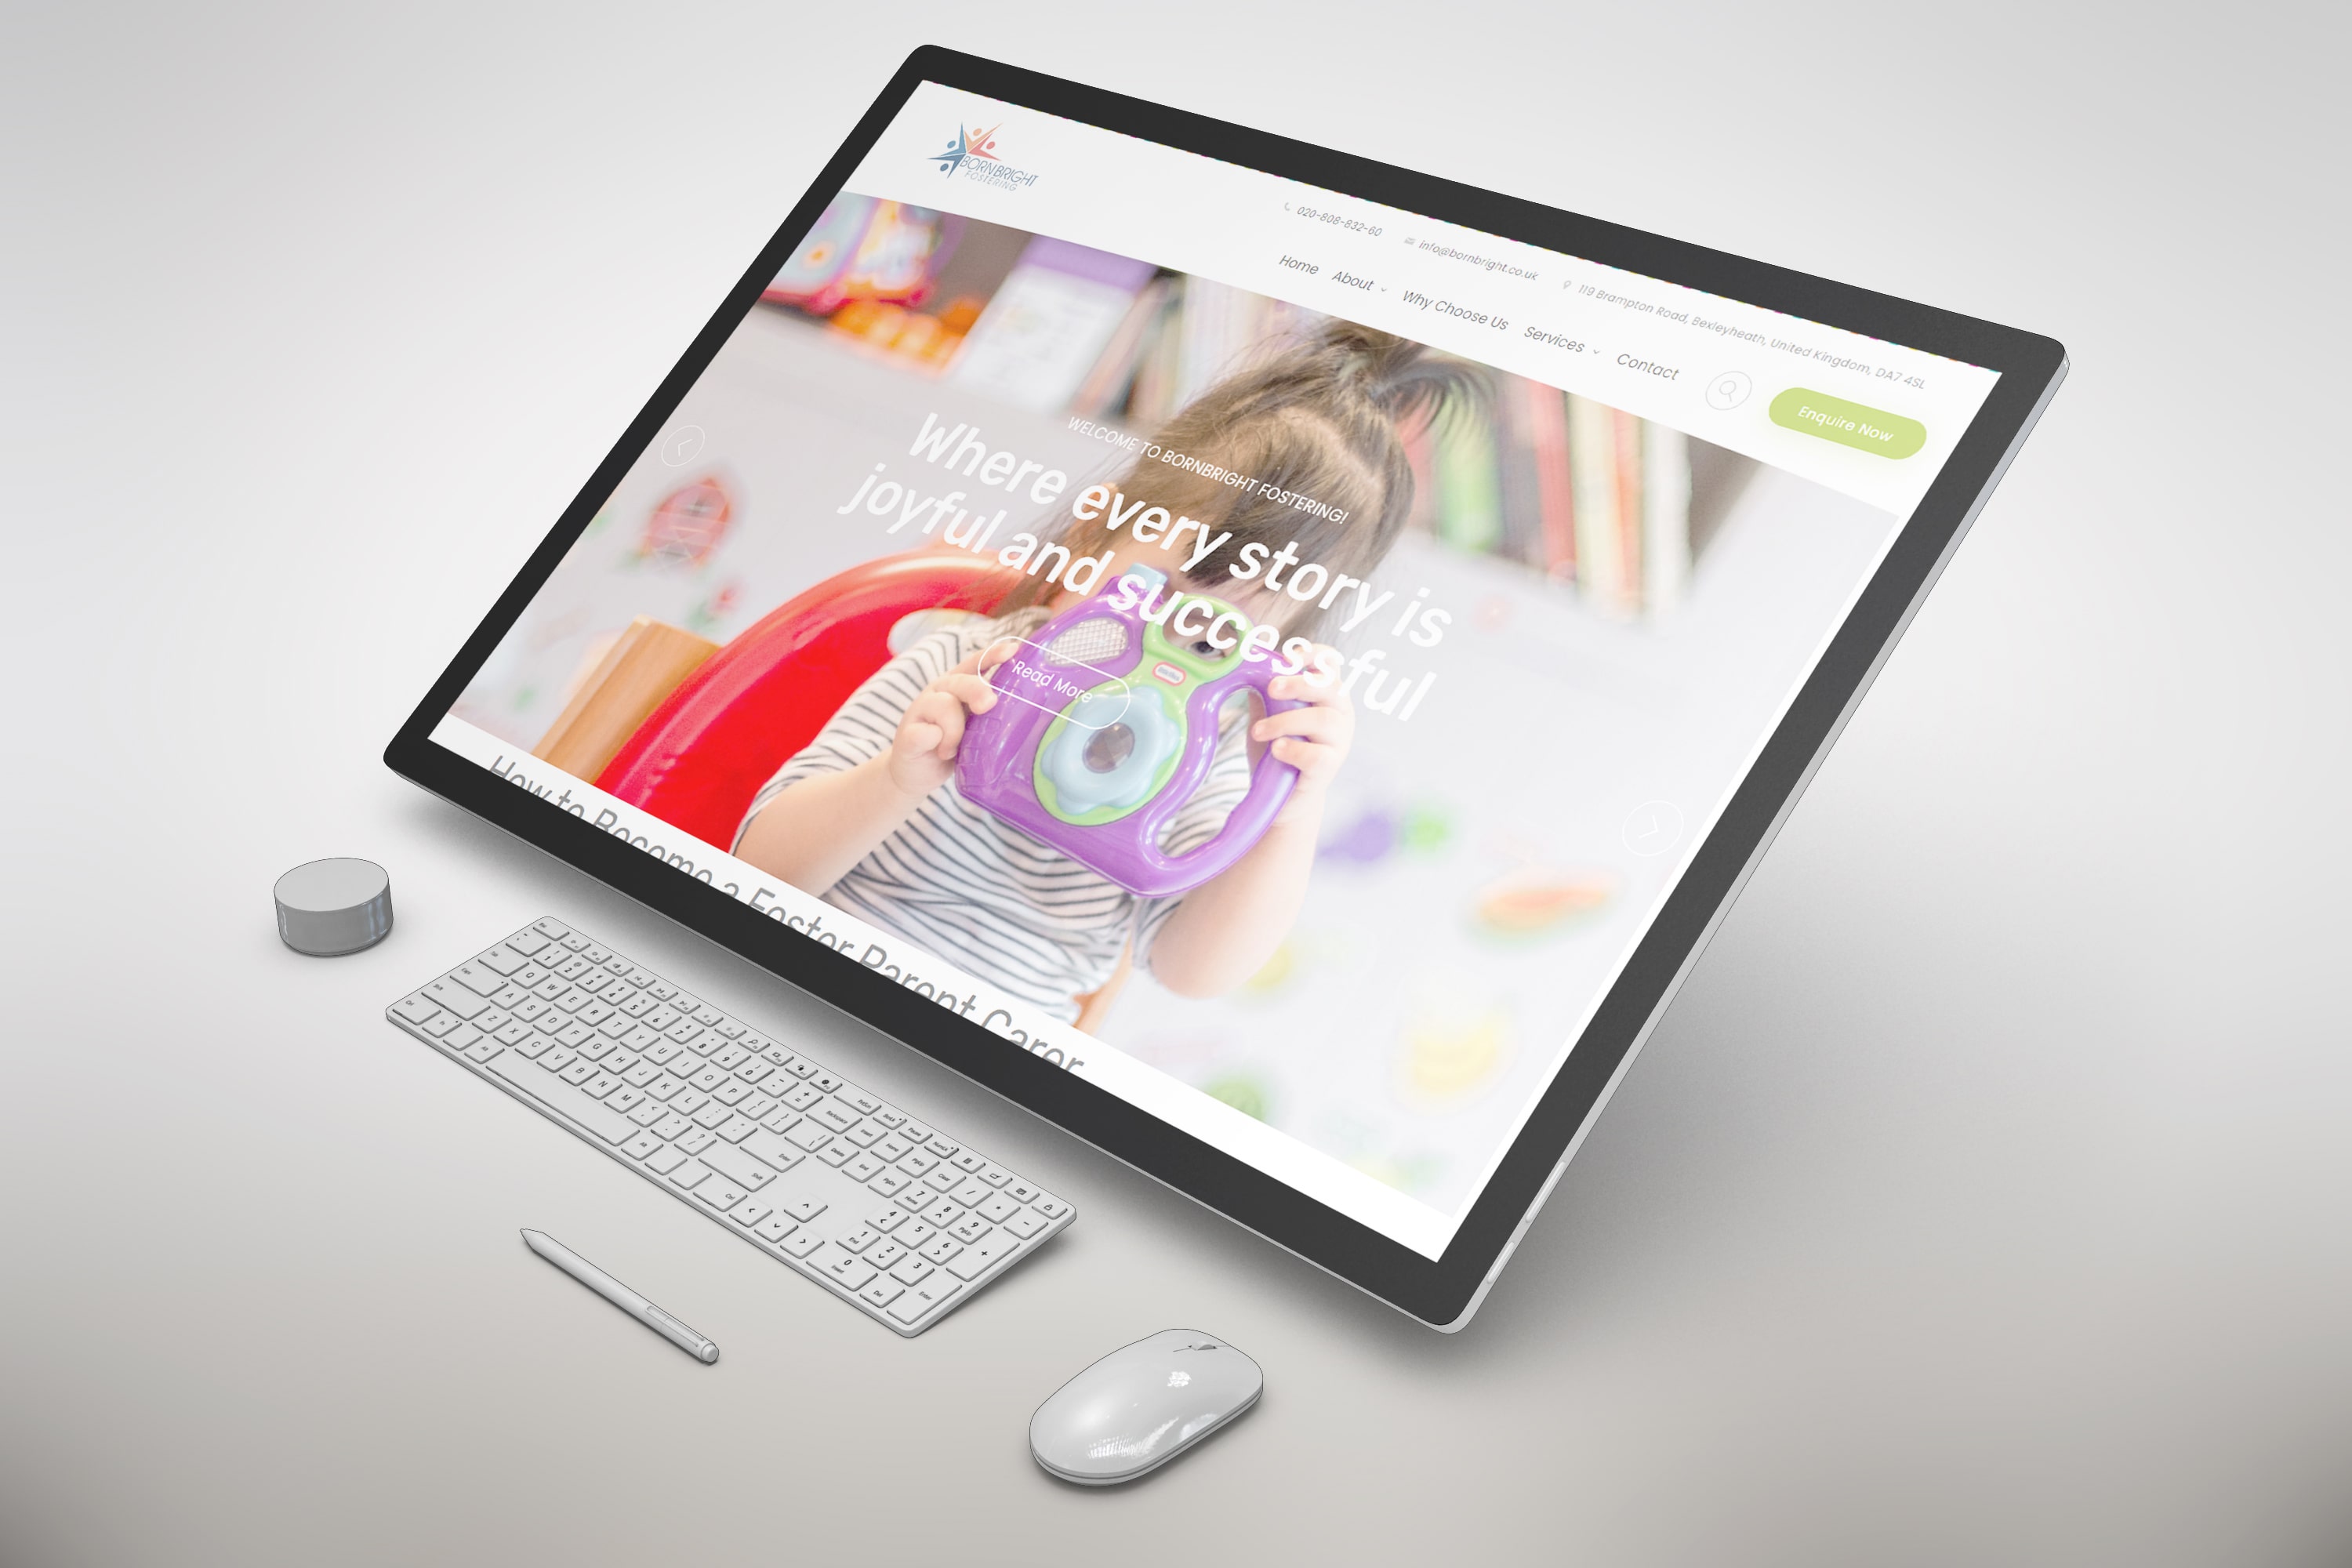 BORNBRIGHT
FOSTERING
020-808-832-60
info@bornbright.co.uk
119 Brampton Road, Bexleyheath, United Kingdom, DA7 4SL
Home
About
Why Choose Us
Services
Contact
Enquire Now
WELCOME TO BORNBRIGHT FOSTERING!
Where every story is
joyful and successful
Read More
How to Become a Foster Parent Carer